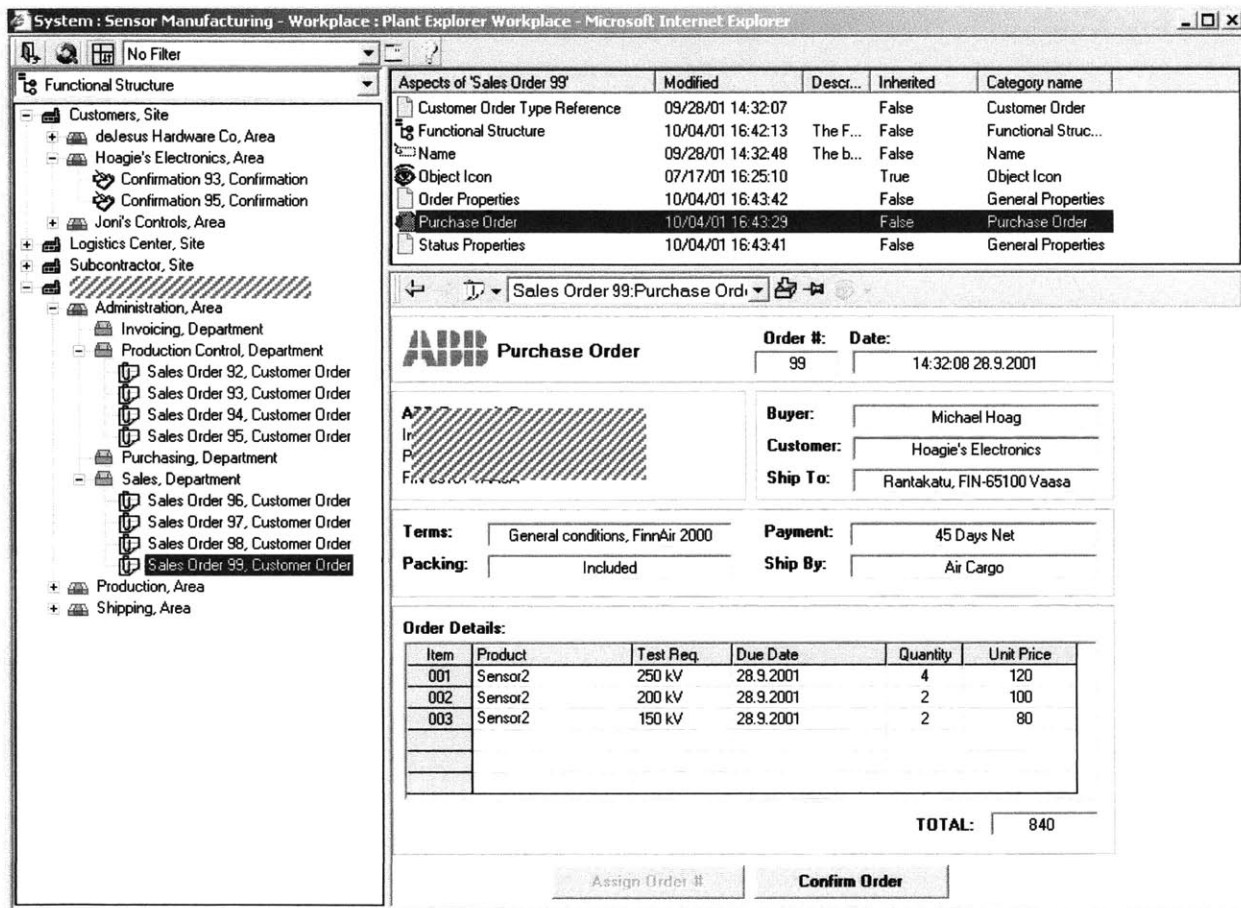 System : Sensor Manufacturing - Workplace : Plant Explorer Workplace - Microsoft Internet Explorer
No Filter
Functional Structure
Customers, Site
deJesus Hardware Co, Area
Hoagie's Electronics, Area
Confirmation 93, Confirmation
Confirmation 95, Confirmation
Joni's Controls, Area
Logistics Center, Site
Subcontractor, Site
Administration, Area
Invoicing, Department
Production Control, Department
Sales Order 92, Customer Order
Sales Order 93, Customer Order
Sales Order 94, Customer Order
Sales Order 95, Customer Order
Purchasing, Department
Sales, Department
Sales Order 96, Customer Order
Sales Order 97, Customer Order
Sales Order 98, Customer Order
Sales Order 99, Customer Order
Production, Area
Shipping, Area
Aspects of 'Sales Order 99' Modified Descr... Inherited Category name
Customer Order Type Reference 09/28/01 14:32:07 False Customer Order
Functional Structure 10/04/01 16:42:13 The F... False Functional Struc...
Name 09/28/01 14:32:48 The b... False Name
Object Icon 07/17/01 16:25:10 True Object Icon
Order Properties 10/04/01 16:43:42 False General Properties
Purchase Order 10/04/01 16:43:29 False Purchase Order
Status Properties 10/04/01 16:43:41 False General Properties
Sales Order 99:Purchase Ord
ABB Purchase Order Order #: Date:
99 14:32:08 28.9.2001
Buyer: Michael Hoag
Customer: Hoagie's Electronics
Ship To: Rantakatu, FIN-65100 Vaasa
Terms: General conditions, FinnAir 2000 Payment: 45 Days Net
Packing: Included Ship By: Air Cargo
Order Details:
Item Product Test Req. Due Date Quantity Unit Price
001 Sensor2 250 kV 28.9.2001 4 120
002 Sensor2 200 kV 28.9.2001 2 100
003 Sensor2 150 kV 28.9.2001 2 80
TOTAL: 840
Assign Order # Confirm Order